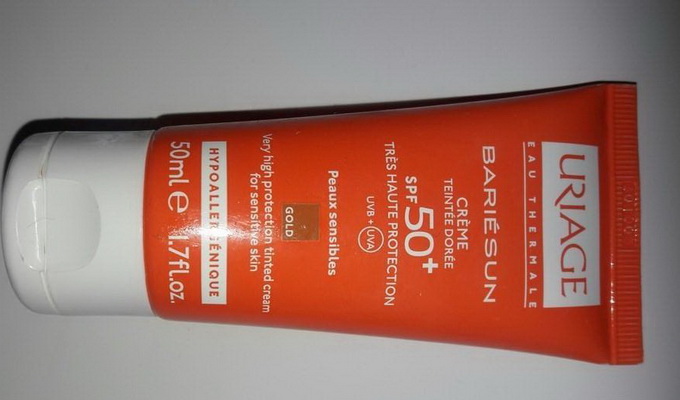 URIAGE
EAU THERMALE
BARIÉSUN
CRÈME
TEINTÉE DORÉE
SPF 50+
TRÈS HAUTE PROTECTION
UVB + UVA
Peaux sensibles
GOLD
Very high protection tinted cream
for sensitive skin
HYPOALLERGÉNIQUE
50ml e 1.7fl.oz.